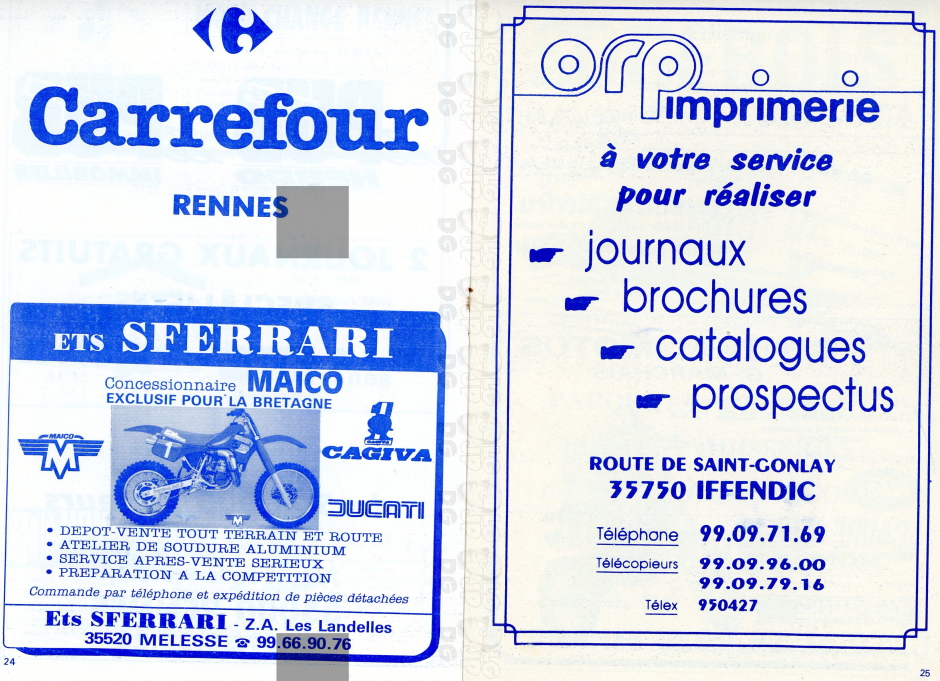 Carrefour
RENNES
ETS SFERRARI
Concessionnaire MAICO
EXCLUSIF POUR LA BRETAGNE
MAICO
M
CAGIVA
DUCATI
• DEPOT-VENTE TOUT TERRAIN ET ROUTE
• ATELIER DE SOUDURE ALUMINIUM
• SERVICE APRES-VENTE SERIEUX
• PREPARATION A LA COMPETITION
Commande par téléphone et expédition de pièces détachées
Ets SFERRARI - Z.A. Les Landelles
35520 MELESSE ☎ 99.66.90.76
24
orp imprimerie
à votre service
pour réaliser
journaux
brochures
catalogues
prospectus
ROUTE DE SAINT-GONLAY
35750 IFFENDIC
Téléphone 99.09.71.69
Télécopieurs 99.09.96.00
99.09.79.16
Télex 950427
25